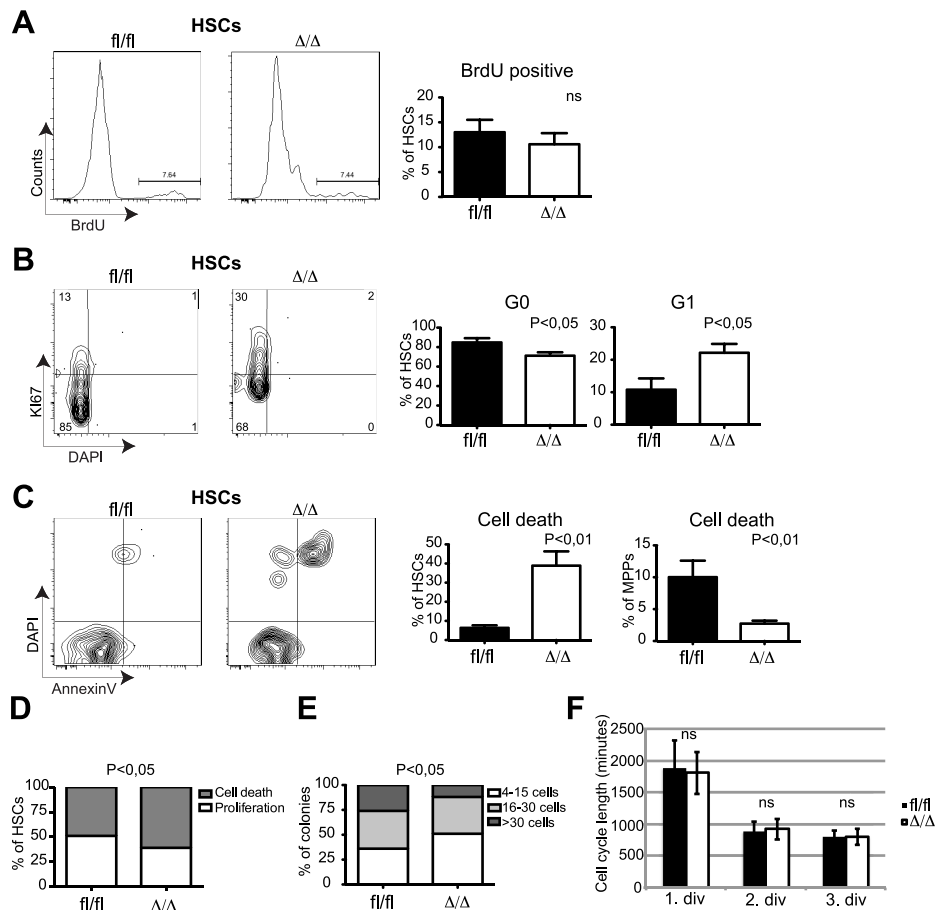 A
HSCs
fl/fl
Δ/Δ
7.64
7.44
Counts
BrdU
BrdU positive
ns
% of HSCs
20
15
10
5
0
fl/fl
Δ/Δ
B
HSCs
fl/fl
Δ/Δ
13
1
85
1
30
2
68
0
KI67
DAPI
G0
P<0,05
% of HSCs
100
80
60
40
20
0
fl/fl
Δ/Δ
G1
P<0,05
30
20
10
0
fl/fl
Δ/Δ
C
HSCs
fl/fl
Δ/Δ
DAPI
AnnexinV
Cell death
P<0,01
% of HSCs
50
40
30
20
10
0
fl/fl
Δ/Δ
Cell death
P<0,01
% of MPPs
15
10
5
0
fl/fl
Δ/Δ
D
P<0,05
% of HSCs
100
75
50
25
0
fl/fl
Δ/Δ
Cell death
Proliferation
E
P<0,05
% of colonies
100
75
50
25
0
fl/fl
Δ/Δ
4-15 cells
16-30 cells
>30 cells
F
Cell cycle length (minutes)
2500
2000
1500
1000
500
0
ns
ns
ns
1. div
2. div
3. div
fl/fl
Δ/Δ